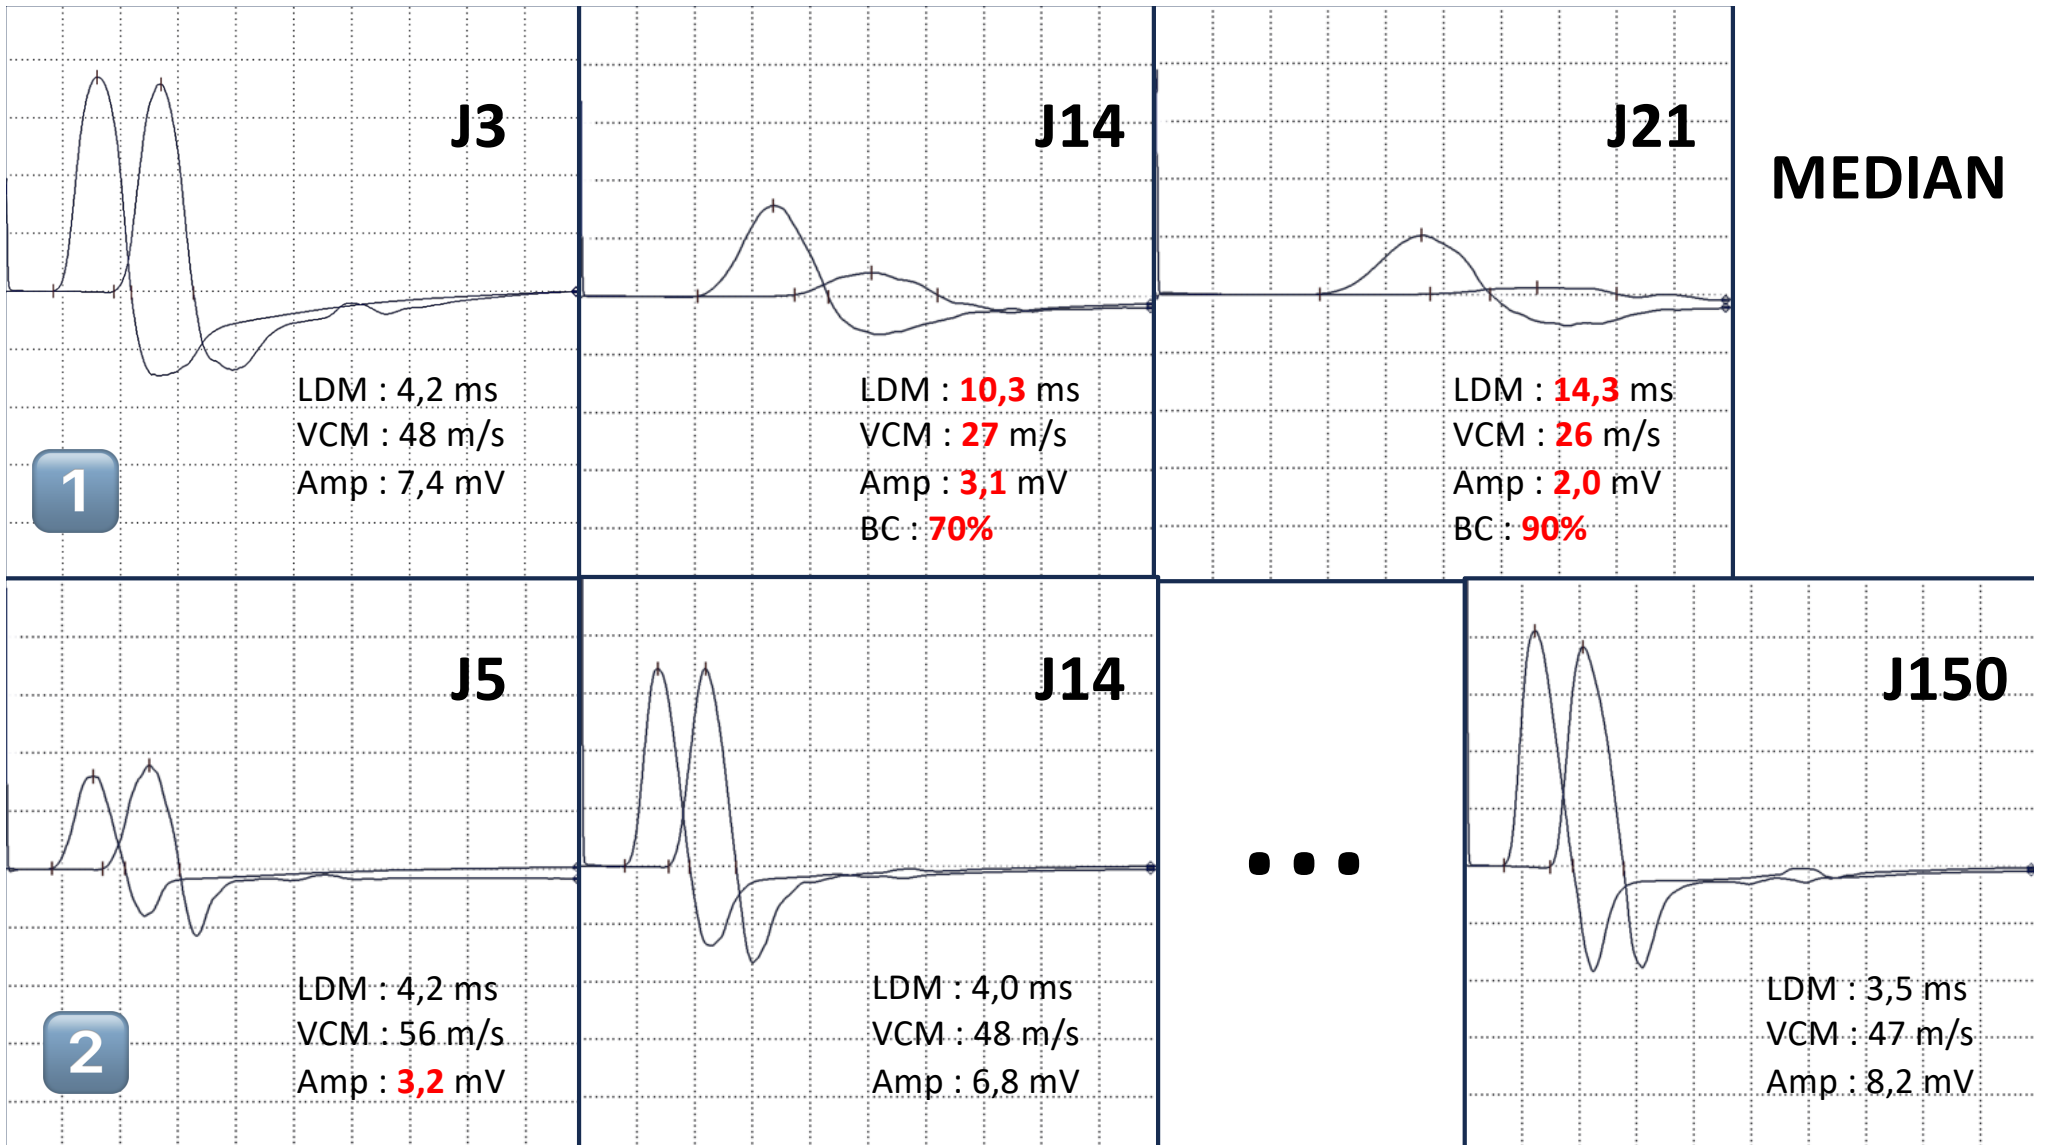 J3
LDM : 4,2 ms
VCM : 48 m/s
Amp : 7,4 mV
1
J14
LDM : 10,3 ms
VCM : 27 m/s
Amp : 3,1 mV
BC : 70%
J21
LDM : 14,3 ms
VCM : 26 m/s
Amp : 2,0 mV
BC : 90%
MEDIAN
J5
LDM : 4,2 ms
VCM : 56 m/s
Amp : 3,2 mV
2
J14
LDM : 4,0 ms
VCM : 48 m/s
Amp : 6,8 mV
...
J150
LDM : 3,5 ms
VCM : 47 m/s
Amp : 8,2 mV